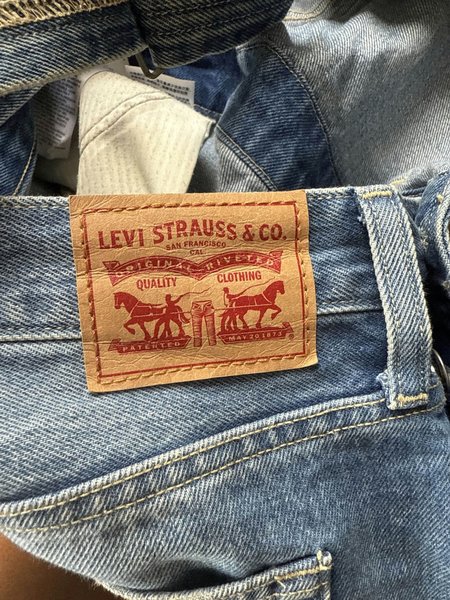 LEVI STRAUSS & CO.
SAN FRANCISCO
CAL
ORIGINAL RIVETED
QUALITY CLOTHING
PATENTED MAY 20 1873